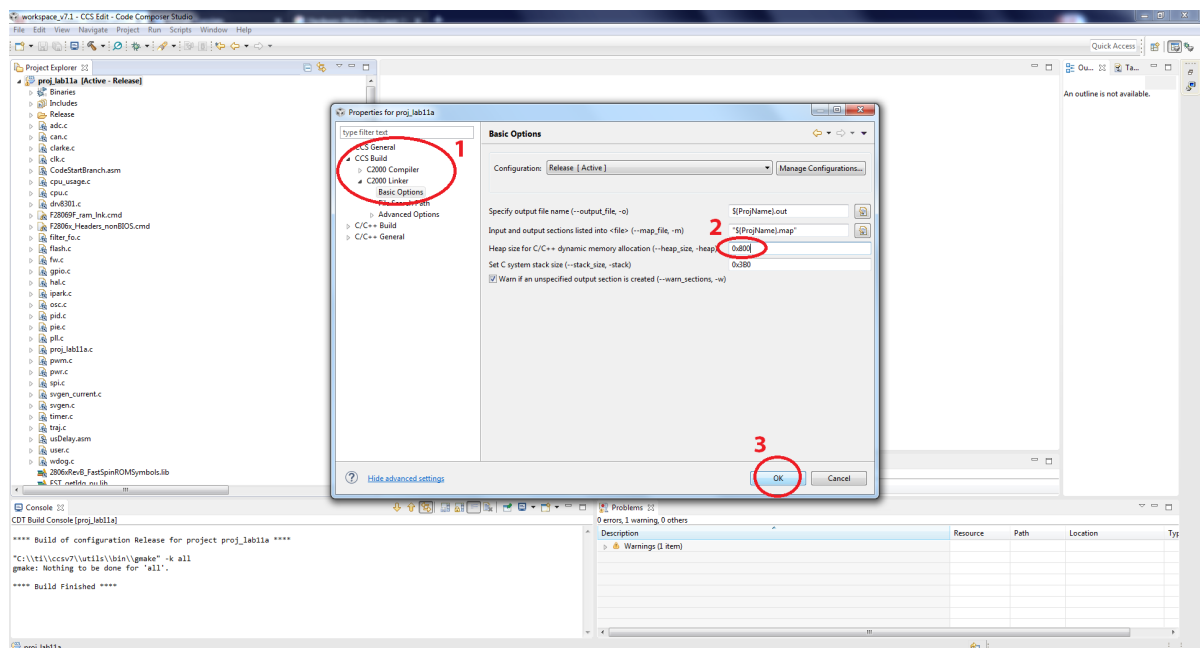 workspace_v7.1 - CCS Edit - Code Composer Studio
File Edit View Navigate Project Run Scripts Window Help
Quick Access
Project Explorer
proj_lab11a [Active - Release]
Binaries
Includes
Release
adc.c
can.c
clarke.c
clk.c
CodeStartBranch.asm
cpu_usage.c
cpu.c
drv8301.c
F28069F_ram_lnk.cmd
F2806x_Headers_nonBIOS.cmd
filter_fo.c
flash.c
fw.c
gpio.c
hal.c
ipark.c
osc.c
pid.c
pie.c
pll.c
proj_lab11a.c
pwm.c
pwr.c
spi.c
svgen_current.c
svgen.c
timer.c
traj.c
usDelay.asm
user.c
wdog.c
2806xRevB_FastSpinROMSymbols.lib
Properties for proj_lab11a
type filter text
1
CCS General
CCS Build
C2000 Compiler
C2000 Linker
Basic Options
File Search Path
Advanced Options
C/C++ Build
C/C++ General
Basic Options
Configuration: Release [ Active ]
Manage Configurations...
Specify output file name (--output_file, -o) ${ProjName}.out
Input and output sections listed into <file> (--map_file, -m) "${ProjName}.map"
2
Heap size for C/C++ dynamic memory allocation (--heap_size, -heap) 0x800
Set C system stack size (--stack_size, -stack) 0x3B0
Warn if an unspecified output section is created (--warn_sections, -w)
3
Hide advanced settings
OK Cancel
Ou... Ta...
An outline is not available.
Console
CDT Build Console [proj_lab11a]
**** Build of configuration Release for project proj_lab11a ****
"C:\\ti\\ccsv7\\utils\\bin\\gmake" -k all
gmake: Nothing to be done for 'all'.
**** Build Finished ****
Problems
0 errors, 1 warning, 0 others
Description Resource Path Location
Warnings (1 item)
proj_lab11a